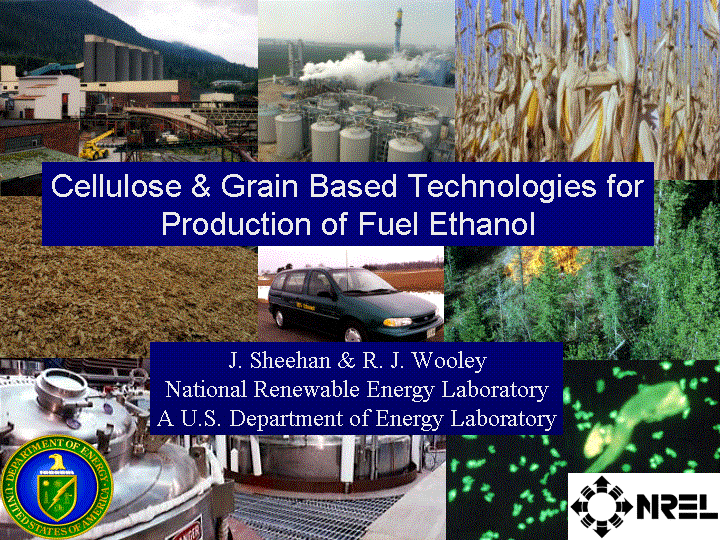 Cellulose & Grain Based Technologies for
Production of Fuel Ethanol
J. Sheehan & R. J. Wooley
National Renewable Energy Laboratory
A U.S. Department of Energy Laboratory
DEPARTMENT OF ENERGY
UNITED STATES OF AMERICA
NREL